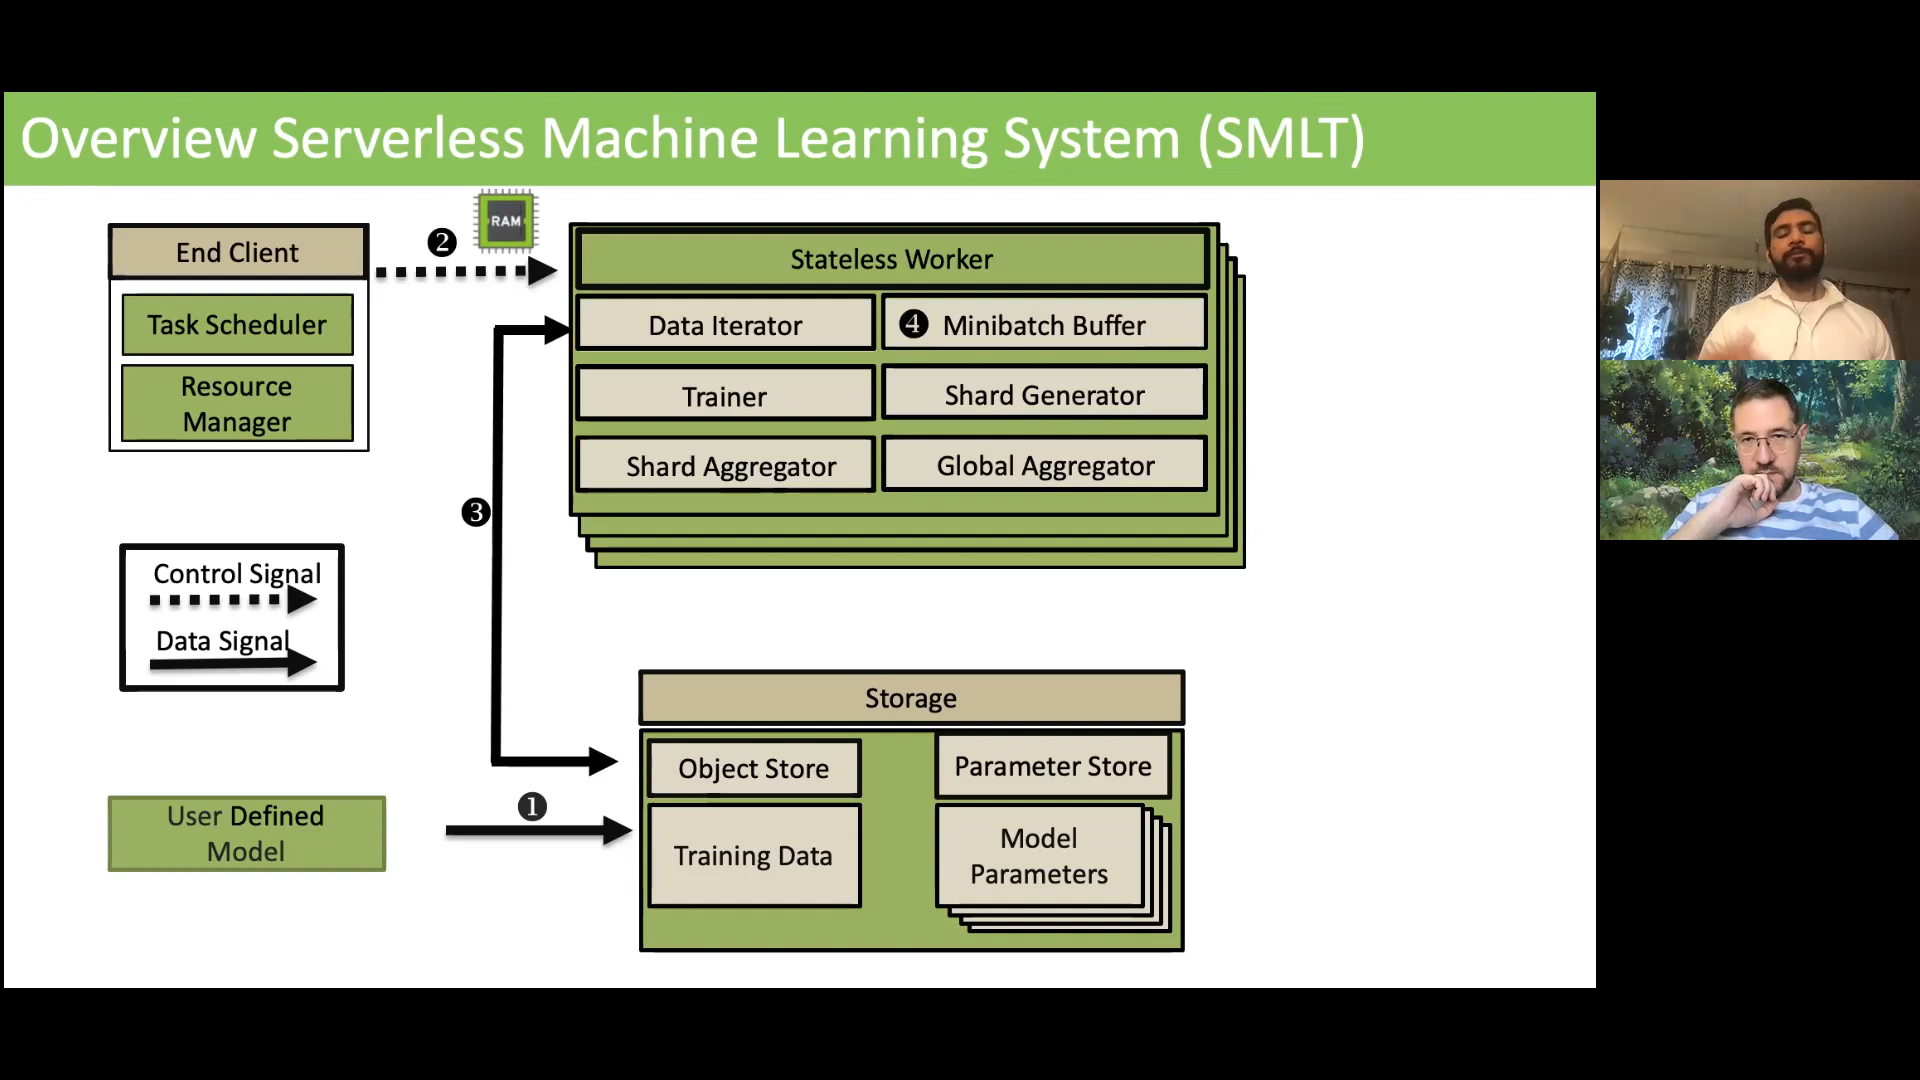 Overview Serverless Machine Learning System (SMLT)
End Client
Task Scheduler
Resource
Manager
❷
RAM
Stateless Worker
Data Iterator
❹ Minibatch Buffer
Trainer
Shard Generator
Shard Aggregator
Global Aggregator
❸
Control Signal
Data Signal
Storage
Object Store
Parameter Store
❶
Training Data
Model
Parameters
User Defined
Model